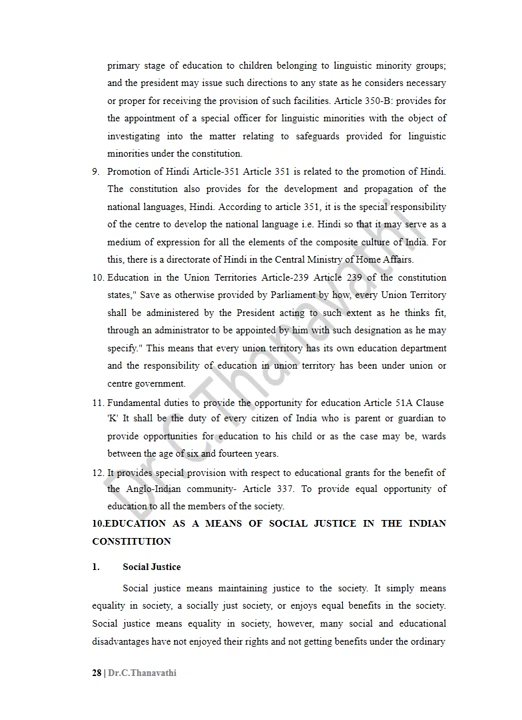 primary stage of education to children belonging to linguistic minority groups;
and the president may issue such directions to any state as he considers necessary
or proper for receiving the provision of such facilities. Article 350-B: provides for
the appointment of a special officer for linguistic minorities with the object of
investigating into the matter relating to safeguards provided for linguistic
minorities under the constitution.
9. Promotion of Hindi Article-351 Article 351 is related to the promotion of Hindi.
The constitution also provides for the development and propagation of the
national languages, Hindi. According to article 351, it is the special responsibility
of the centre to develop the national language i.e. Hindi so that it may serve as a
medium of expression for all the elements of the composite culture of India. For
this, there is a directorate of Hindi in the Central Ministry of Home Affairs.
10. Education in the Union Territories Article-239 Article 239 of the constitution
states," Save as otherwise provided by Parliament by how, every Union Territory
shall be administered by the President acting to such extent as he thinks fit,
through an administrator to be appointed by him with such designation as he may
specify." This means that every union territory has its own education department
and the responsibility of education in union territory has been under union or
centre government.
11. Fundamental duties to provide the opportunity for education Article 51A Clause
'K' It shall be the duty of every citizen of India who is parent or guardian to
provide opportunities for education to his child or as the case may be, wards
between the age of six and fourteen years.
12. It provides special provision with respect to educational grants for the benefit of
the Anglo-Indian community- Article 337. To provide equal opportunity of
education to all the members of the society.
10.EDUCATION AS A MEANS OF SOCIAL JUSTICE IN THE INDIAN
CONSTITUTION
1. Social Justice
Social justice means maintaining justice to the society. It simply means
equality in society, a socially just society, or enjoys equal benefits in the society.
Social justice means equality in society, however, many social and educational
disadvantages have not enjoyed their rights and not getting benefits under the ordinary
28 | Dr.C.Thanavathi
Dr.C.Thanavathi